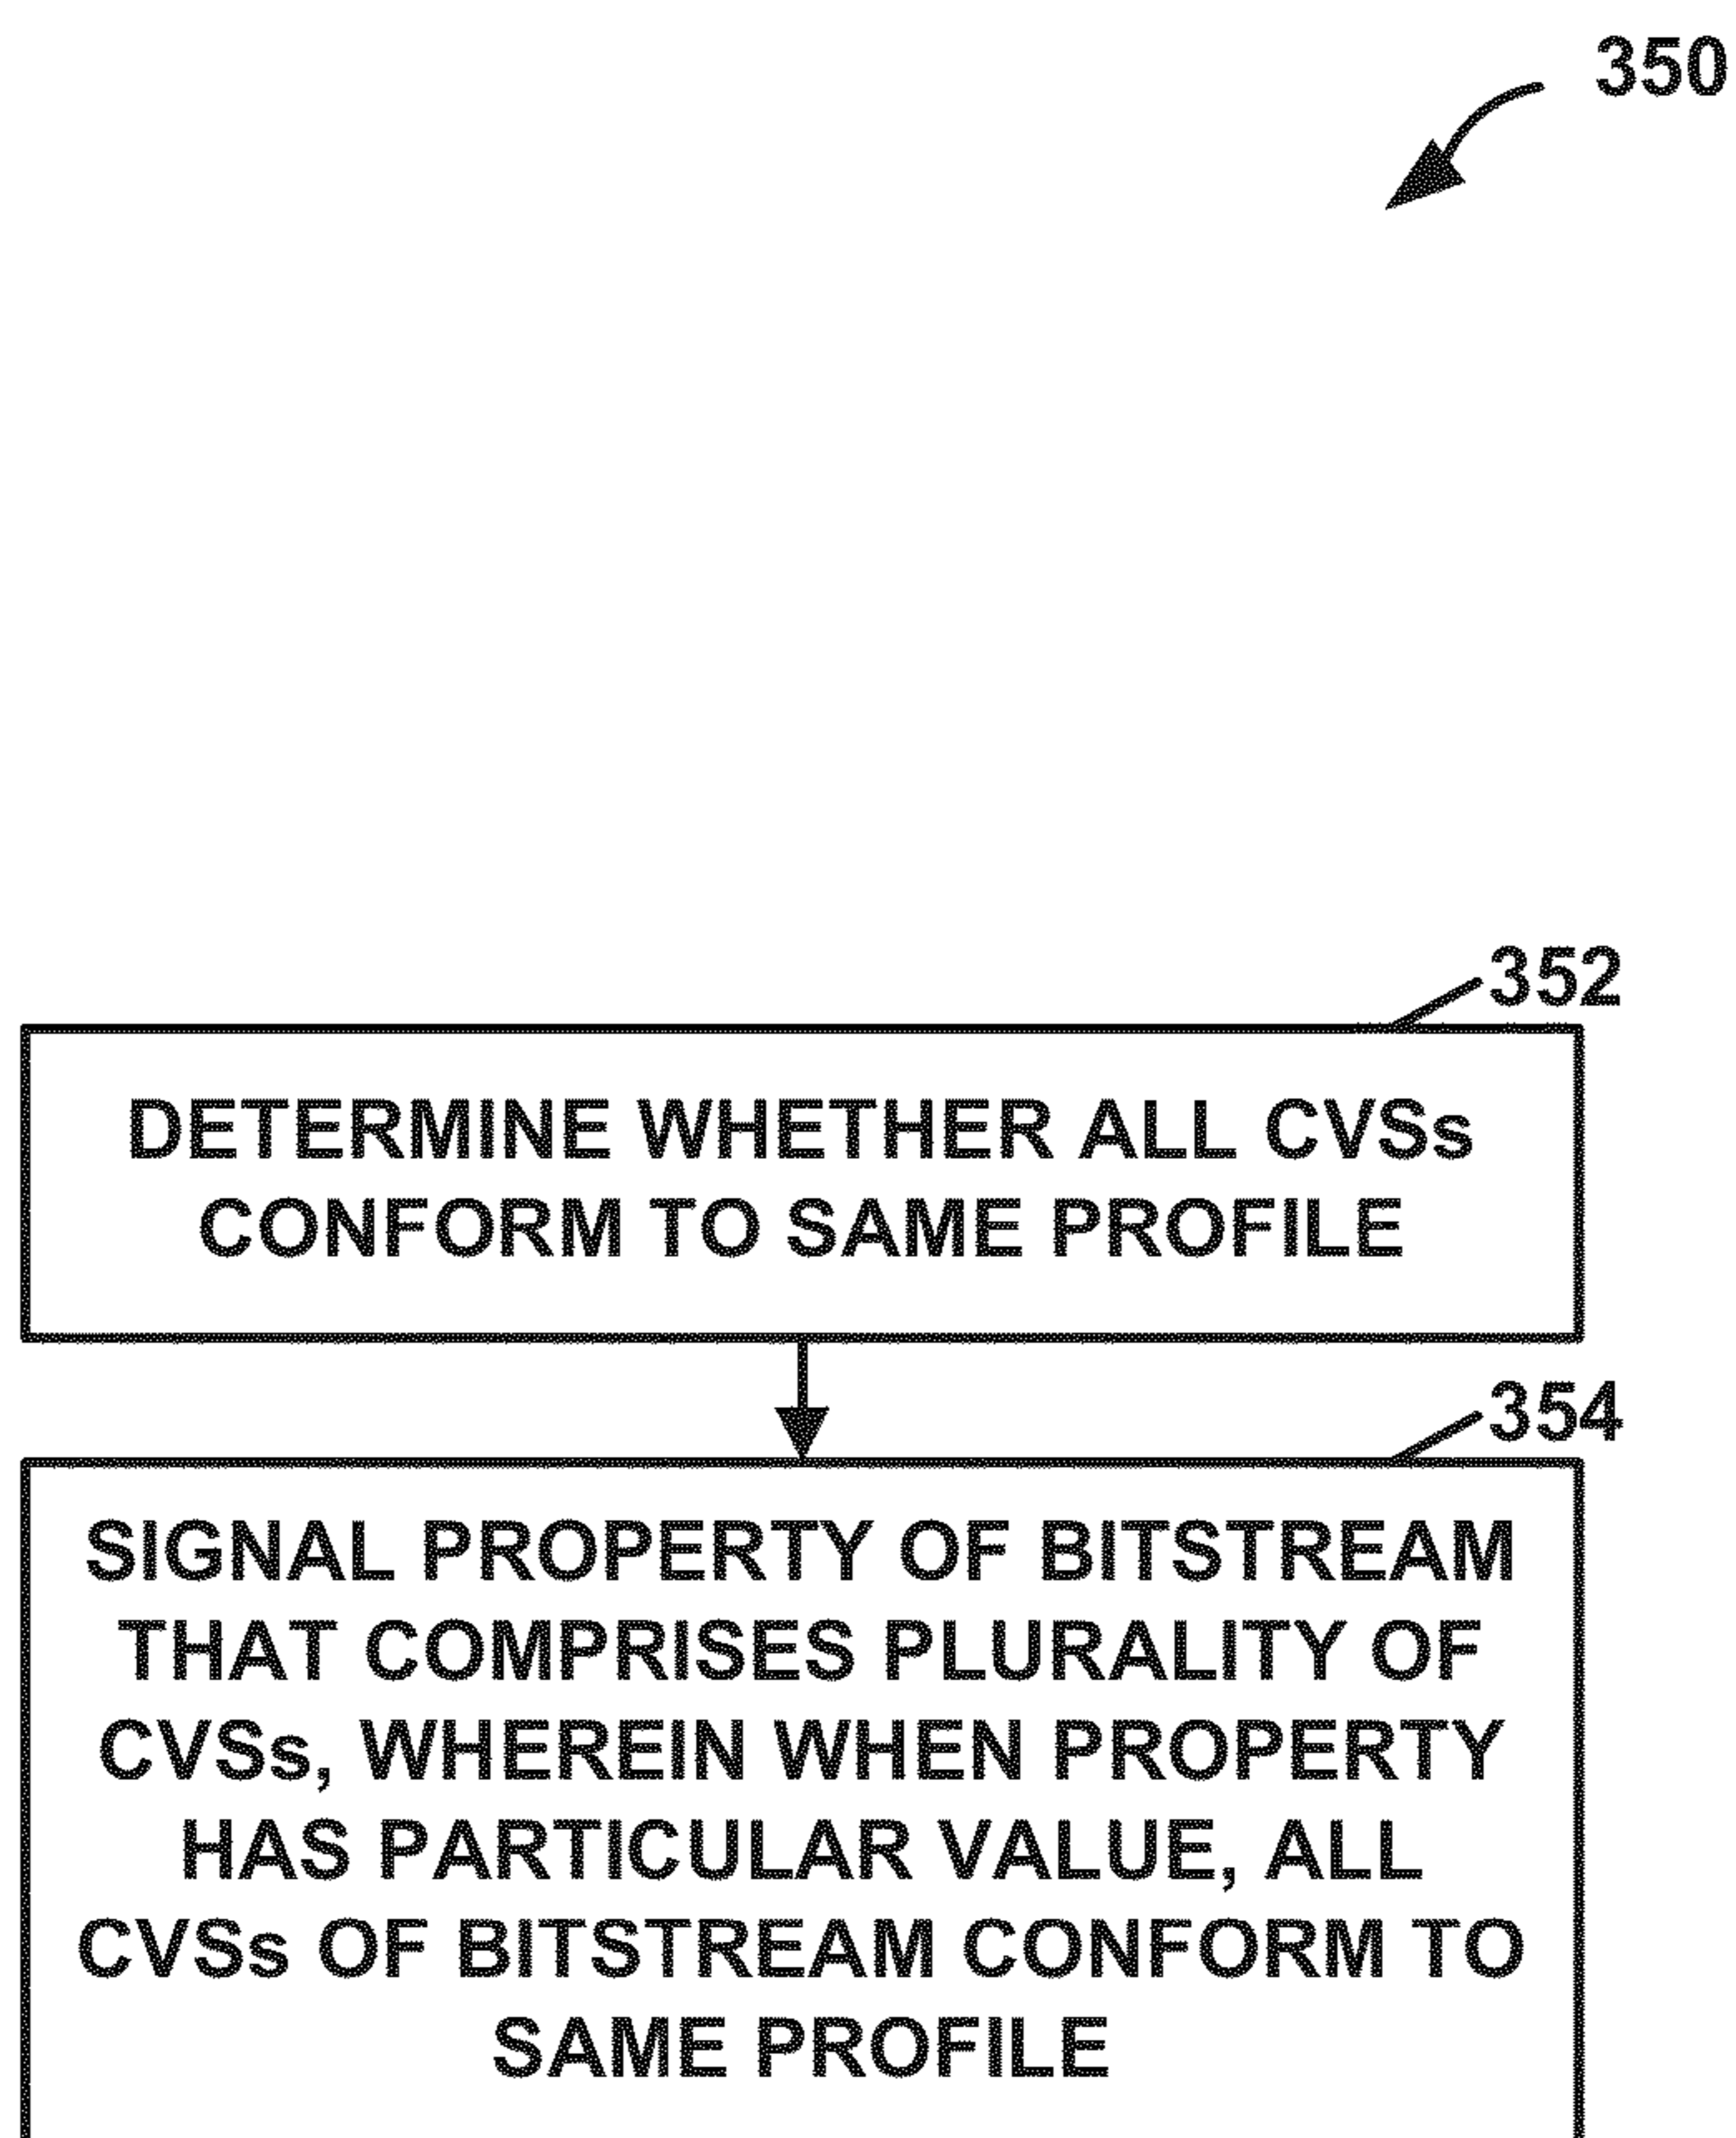 350
352
DETERMINE WHETHER ALL CVSs
CONFORM TO SAME PROFILE
354
SIGNAL PROPERTY OF BITSTREAM
THAT COMPRISES PLURALITY OF
CVSs, WHEREIN WHEN PROPERTY
HAS PARTICULAR VALUE, ALL
CVSs OF BITSTREAM CONFORM TO
SAME PROFILE